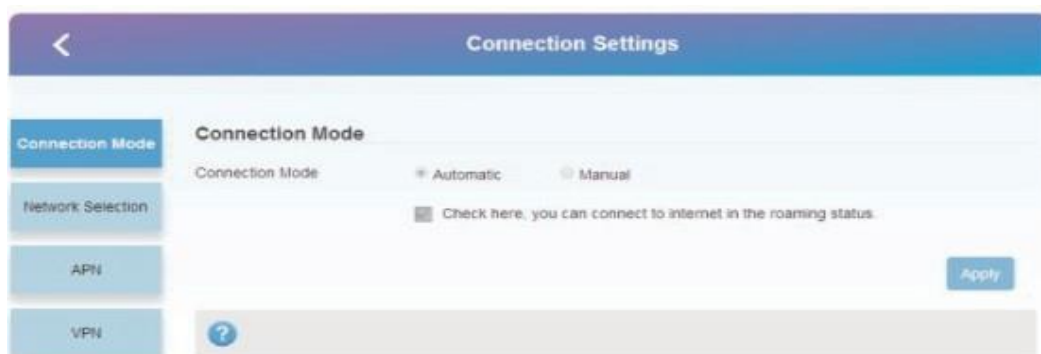 Connection Settings
Connection Mode
Network Selection
APN
VPN
Connection Mode
Connection Mode
Automatic
Manual
Check here, you can connect to internet in the roaming status.
Apply
?